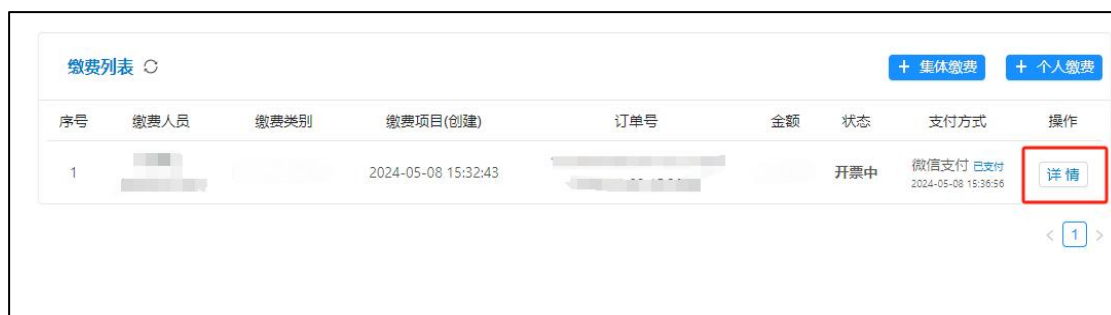 缴费列表
+ 集体缴费
+ 个人缴费
序号 缴费人员 缴费类别 缴费项目(创建) 订单号 金额 状态 支付方式 操作
1 2024-05-08 15:32:43 开票中 微信支付 已支付 详情
2024-05-08 15:36:56
< 1 >